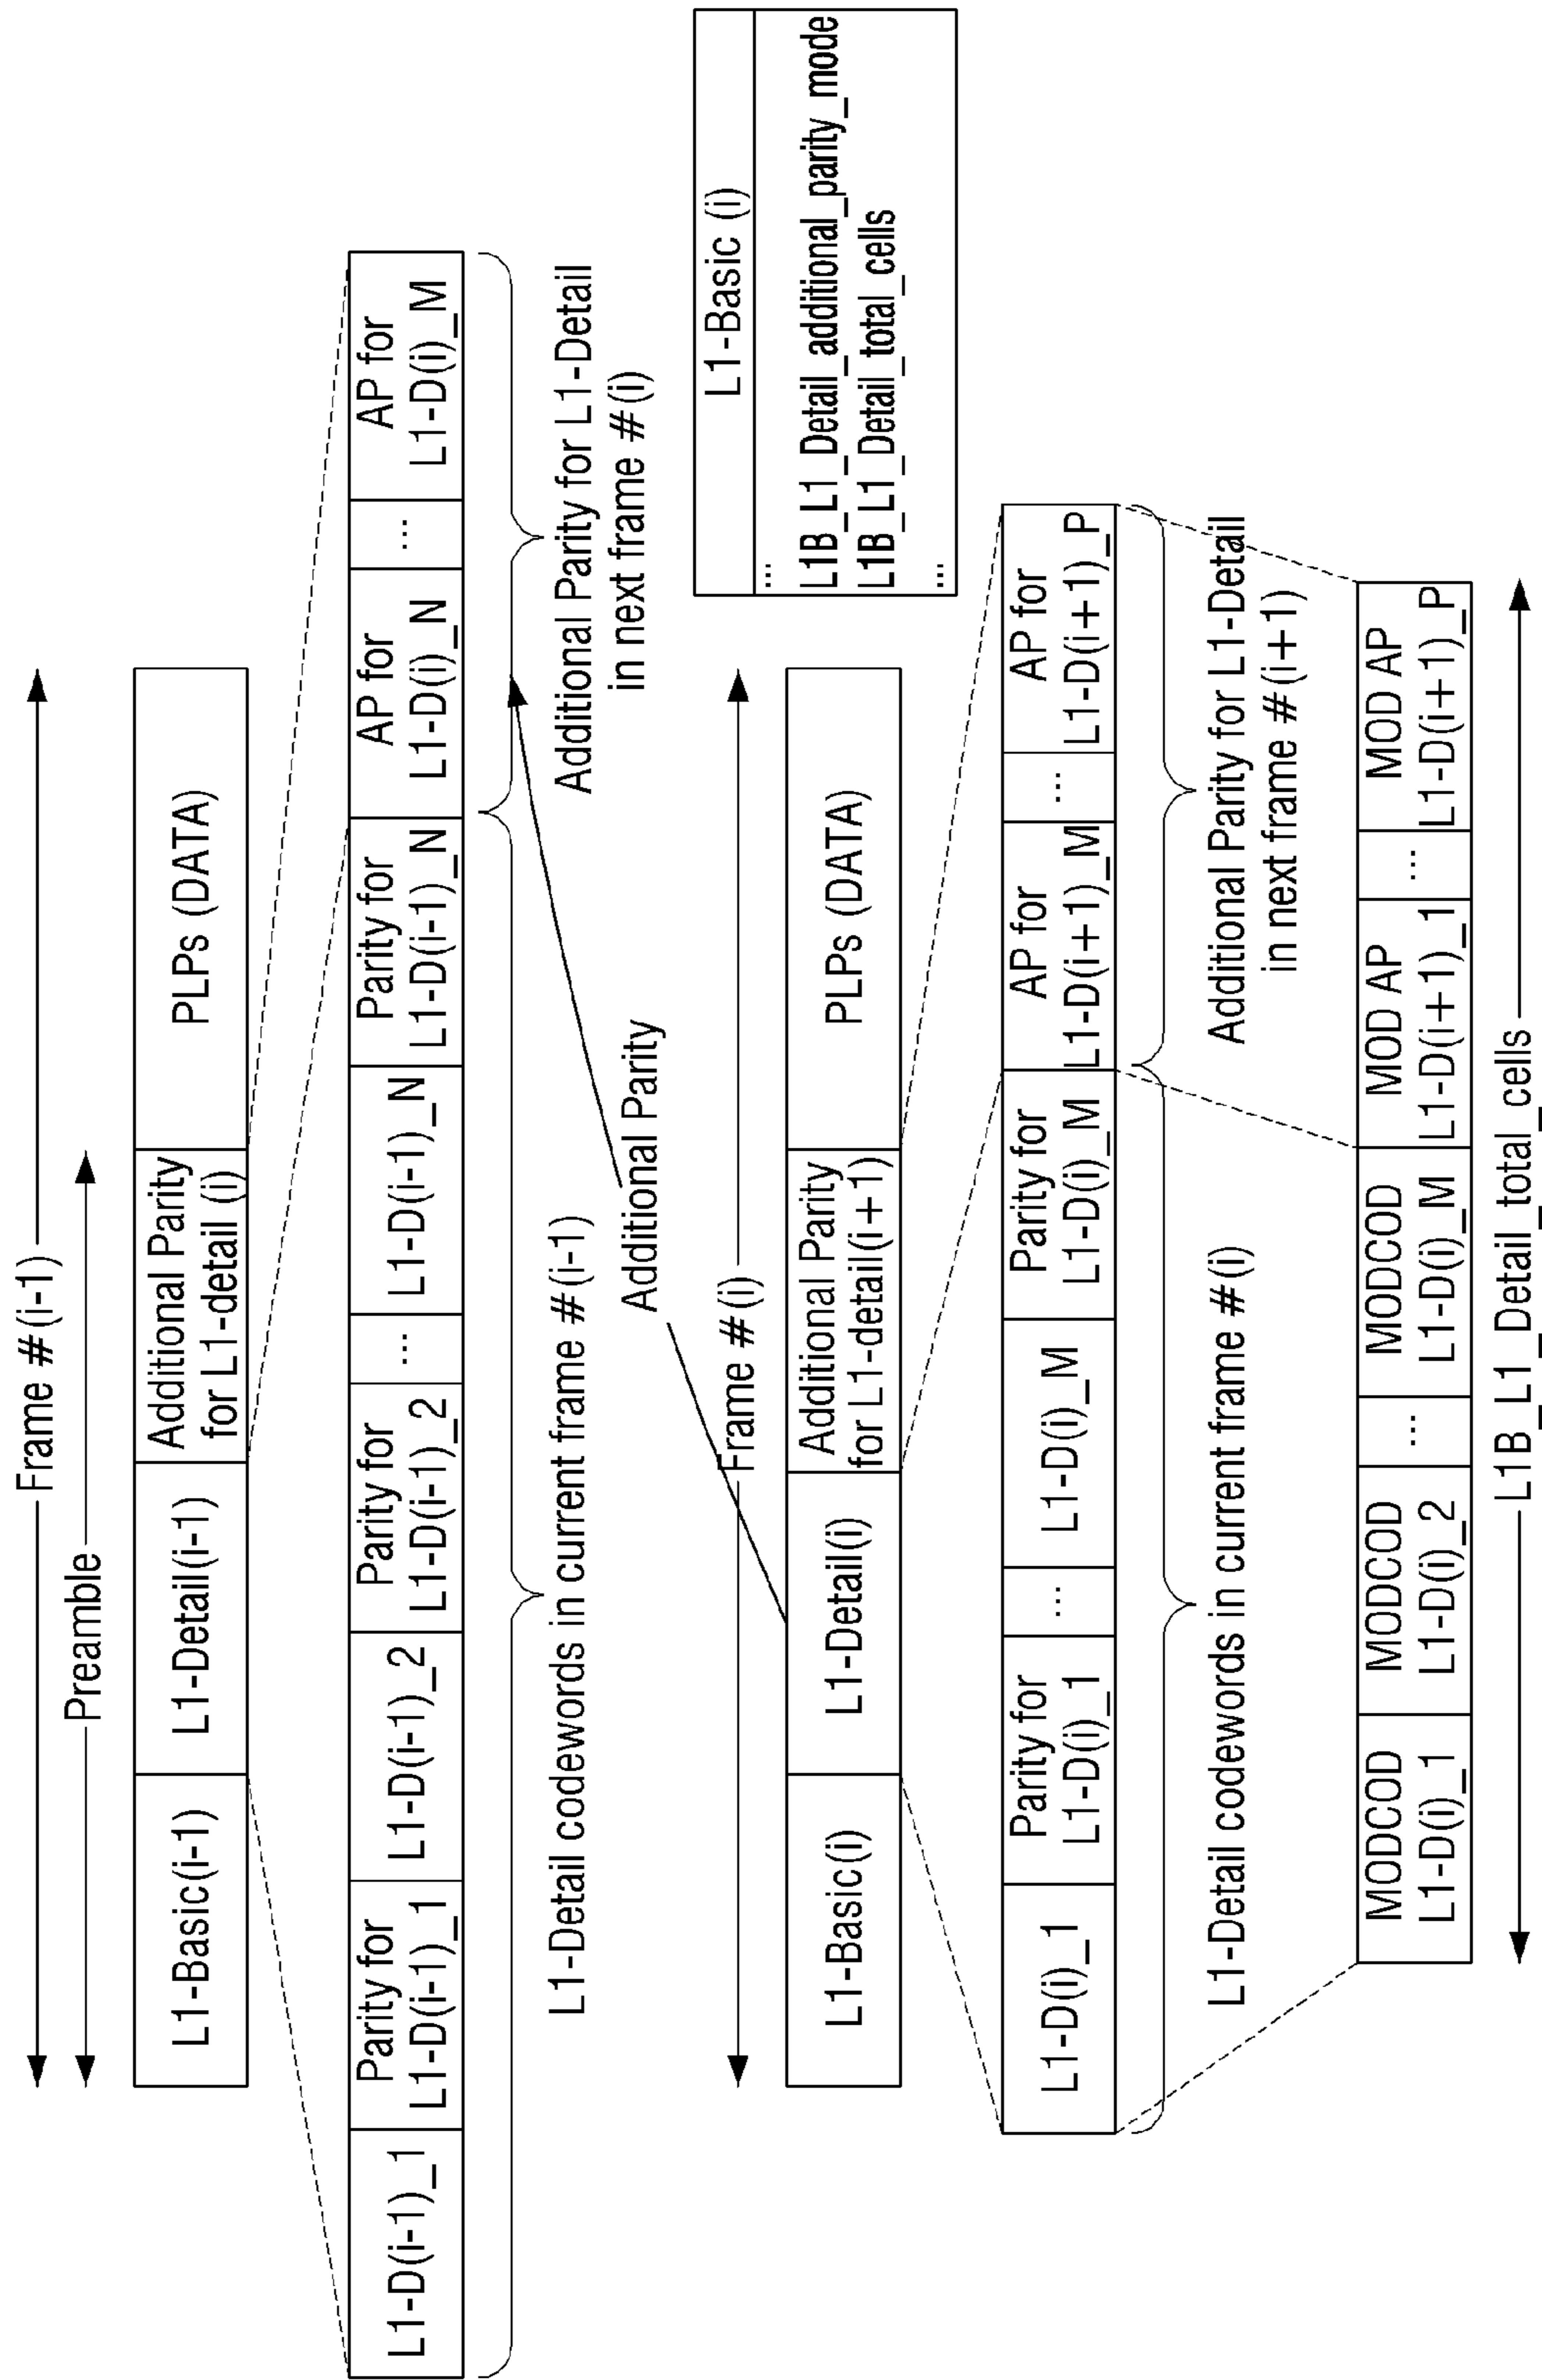 Frame #(i-1)
Preamble
L1-Basic(i-1)
L1-Detail(i-1)
Additional Parity
for L1-detail (i)
PLPs (DATA)
L1-D(i-1)_1
Parity for
L1-D(i-1)_1
L1-D(i-1)_2
Parity for
L1-D(i-1)_2
...
L1-D(i-1)_N
Parity for
L1-D(i-1)_N
AP for
L1-D(i)_N
...
AP for
L1-D(i)_M
L1-Detail codewords in current frame #(i-1)
Additional Parity for L1-Detail
in next frame #(i)
Additional Parity
Frame #(i)
L1-Basic(i)
L1-Detail(i)
Additional Parity
for L1-detail(i+1)
PLPs (DATA)
L1-Basic (i)
...
L1B_L1_Detail_additional_parity_mode
L1B_L1_Detail_total_cells
...
L1-D(i)_1
Parity for
L1-D(i)_1
...
L1-D(i)_M
Parity for
L1-D(i)_M
AP for
L1-D(i+1)_M
...
AP for
L1-D(i+1)_P
L1-Detail codewords in current frame #(i)
Additional Parity for L1-Detail
in next frame #(i+1)
MODCOD
L1-D(i)_1
MODCOD
L1-D(i)_2
...
MODCOD
L1-D(i)_M
MOD AP
L1-D(i+1)_1
...
MOD AP
L1-D(i+1)_P
L1B_L1_Detail_total_cells